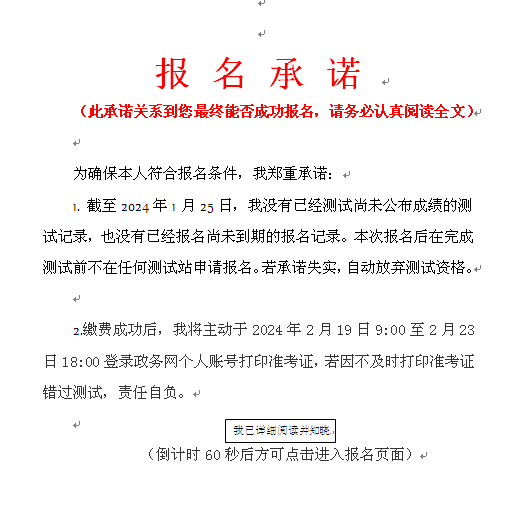 报 名 承 诺
（此承诺关系到您最终能否成功报名，请务必认真阅读全文）
为确保本人符合报名条件，我郑重承诺：
1. 截至 2024 年 1 月 25 日，我没有已经测试尚未公布成绩的测
试记录，也没有已经报名尚未到期的报名记录。本次报名后在完成
测试前不在任何测试站申请报名。若承诺失实，自动放弃测试资格。
2.缴费成功后，我将主动于 2024 年 2 月 19 日 9:00 至 2 月 23
日 18:00 登录政务网个人账号打印准考证，若因不及时打印准考证
错过测试，责任自负。
我已详细阅读并知晓。
（倒计时 60 秒后方可点击进入报名页面）